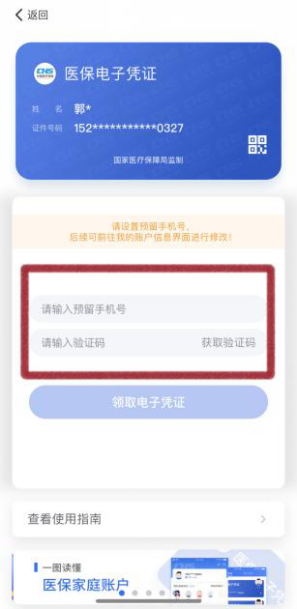 返回
CHS
医保电子凭证
姓 名 郭*
证件号码 152***********0327
国家医疗保障局监制
请设置预留手机号,
后续可前往我的账户信息界面进行修改!
请输入预留手机号
请输入验证码 获取验证码
领取电子凭证
查看使用指南
一图读懂
医保家庭账户